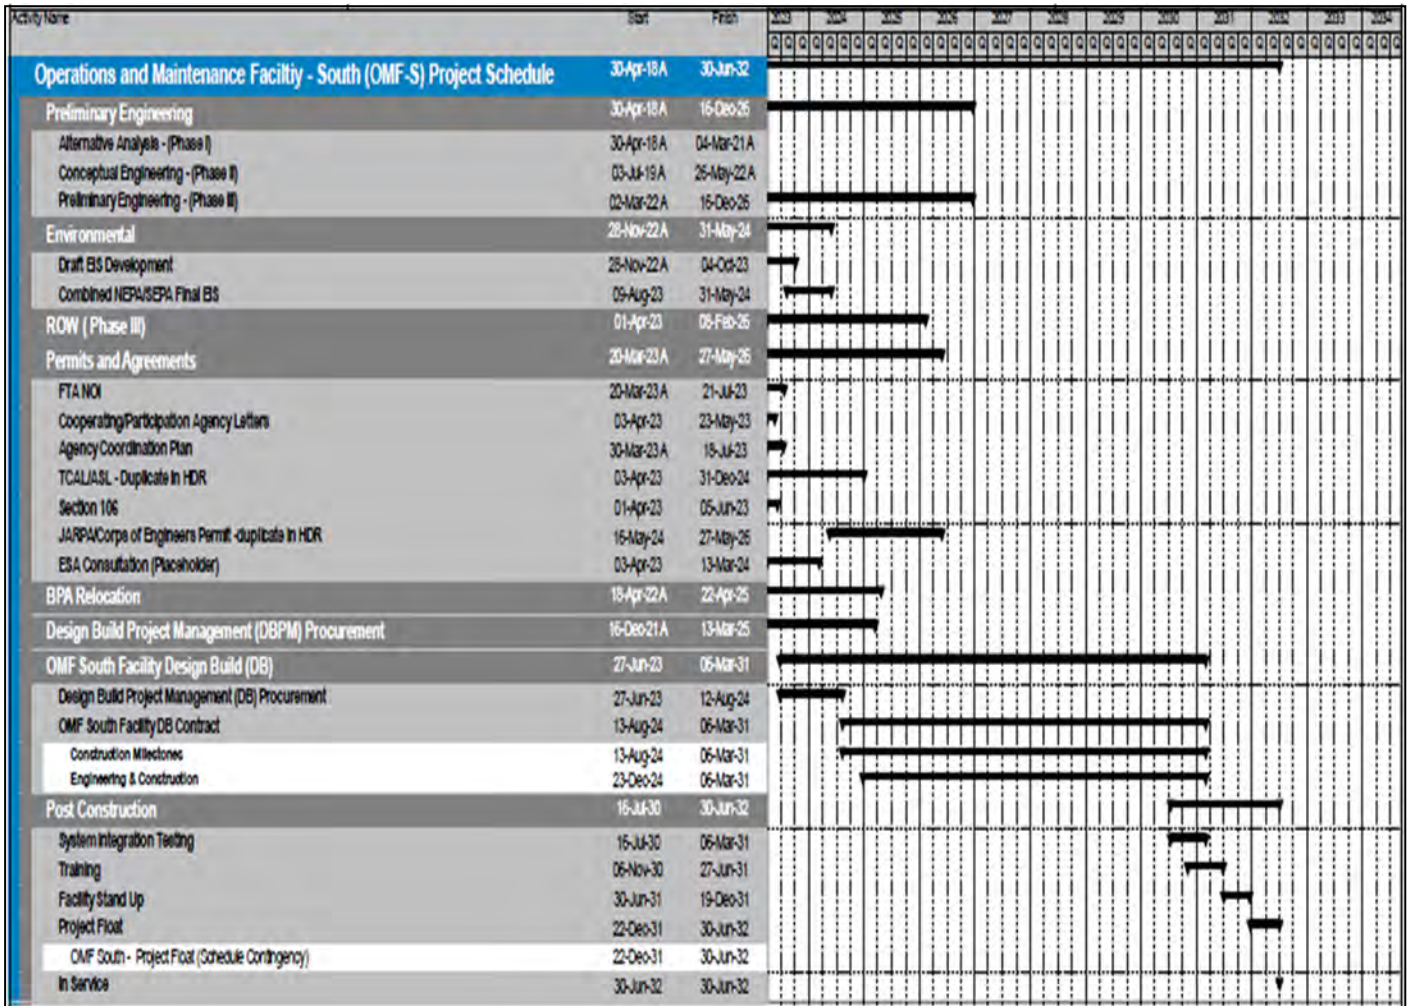 Activity Name Start Finish 2023 2024 2025 2026 2027 2028 2029 2030 2031 2032 2033 2034
Q Q Q Q Q Q Q Q Q Q Q Q Q Q Q Q Q Q Q Q Q Q Q Q Q Q Q Q Q Q Q Q Q Q Q Q Q Q Q Q Q Q Q Q Q Q
Operations and Maintenance Faciltiy - South (OMF-S) Project Schedule 30-Apr-18 A 30-Jun-32
Preliminary Engineering 30-Apr-18 A 16-Dec-26
Alternative Analysis - (Phase I) 30-Apr-18 A 04-Mar-21 A
Conceptual Engineering - (Phase II) 03-Jul-19 A 26-May-22 A
Preliminary Engineering - (Phase III) 02-Mar-22 A 16-Dec-26
Environmental 28-Nov-22 A 31-May-24
Draft EIS Development 28-Nov-22 A 04-Oct-23
Combined NEPA/SEPA Final EIS 09-Aug-23 31-May-24
ROW ( Phase III) 01-Apr-23 08-Feb-26
Permits and Agreements 20-Mar-23 A 27-May-26
FTA NOI 20-Mar-23 A 21-Jul-23
Cooperating/Participation Agency Letters 03-Apr-23 23-May-23
Agency Coordination Plan 30-Mar-23 A 18-Jul-23
TCAL/ASL - Duplicate in HDR 03-Apr-23 31-Dec-24
Section 106 01-Apr-23 05-Jun-23
JARPA/Corps of Engineers Permit -duplicate in HDR 16-May-24 27-May-26
ESA Consultation (Placeholder) 03-Apr-23 13-Mar-24
BPA Relocation 18-Apr-22 A 22-Apr-25
Design Build Project Management (DBPM) Procurement 16-Dec-21 A 13-Mar-25
OMF South Facility Design Build (DB) 27-Jun-23 06-Mar-31
Design Build Project Management (DB) Procurement 27-Jun-23 12-Aug-24
OMF South Facility DB Contract 13-Aug-24 06-Mar-31
Construction Milestones 13-Aug-24 06-Mar-31
Engineering & Construction 23-Dec-24 06-Mar-31
Post Construction 16-Jul-30 30-Jun-32
System Integration Testing 16-Jul-30 06-Mar-31
Training 06-Nov-30 27-Jun-31
Facility Stand Up 30-Jun-31 19-Dec-31
Project Float 22-Dec-31 30-Jun-32
OMF South - Project Float (Schedule Contingency) 22-Dec-31 30-Jun-32
In Service 30-Jun-32 30-Jun-32